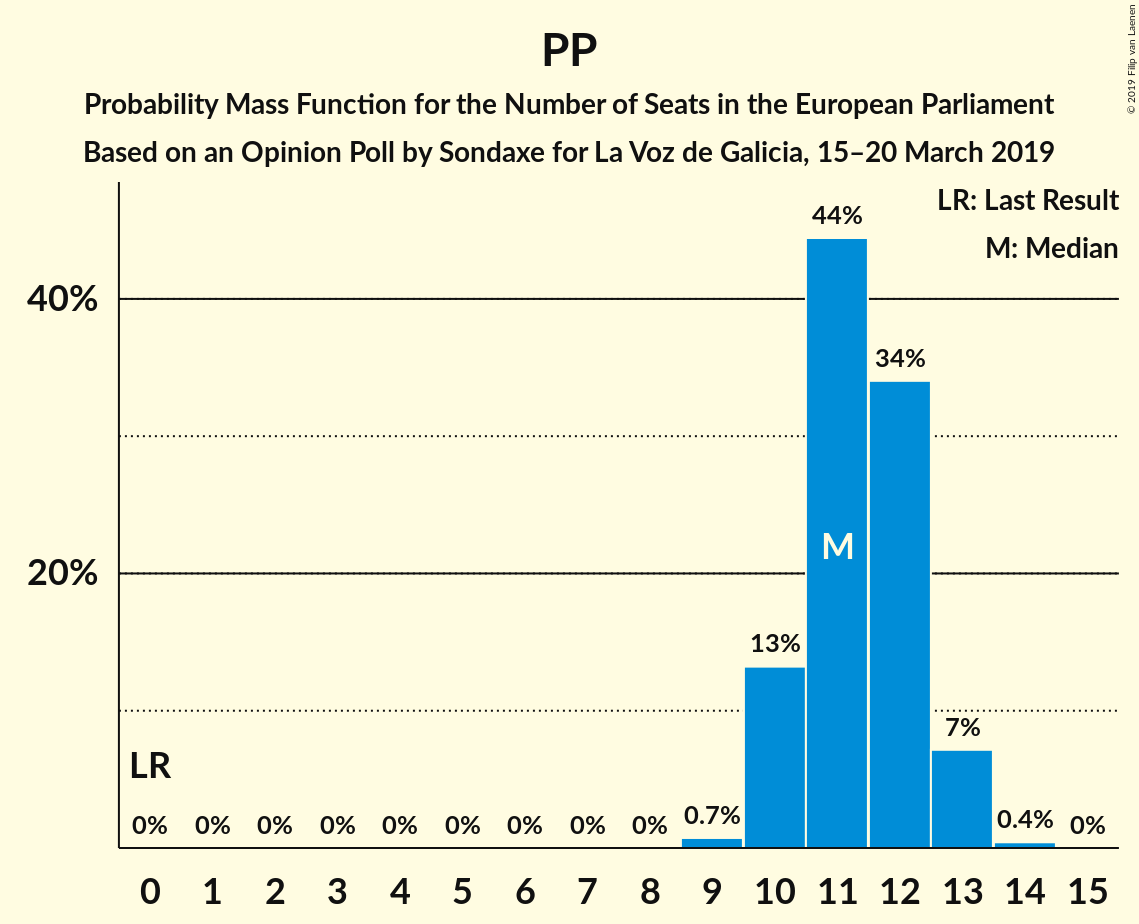 PP
Probability Mass Function for the Number of Seats in the European Parliament
Based on an Opinion Poll by Sondaxe for La Voz de Galicia, 15–20 March 2019
© 2019 Filip van Laenen
LR: Last Result
M: Median
44%
40%
34%
M
20%
13%
7%
LR
0% 0% 0% 0% 0% 0% 0% 0% 0% 0.7% 0.4% 0%
0 1 2 3 4 5 6 7 8 9 10 11 12 13 14 15